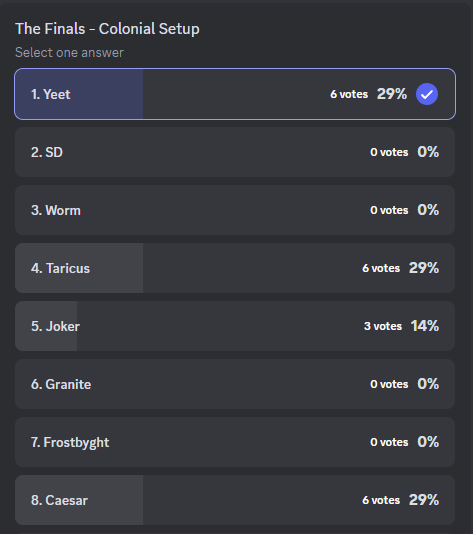 The Finals - Colonial Setup
Select one answer
1. Yeet 6 votes 29%
2. SD 0 votes 0%
3. Worm 0 votes 0%
4. Taricus 6 votes 29%
5. Joker 3 votes 14%
6. Granite 0 votes 0%
7. Frostbyght 0 votes 0%
8. Caesar 6 votes 29%